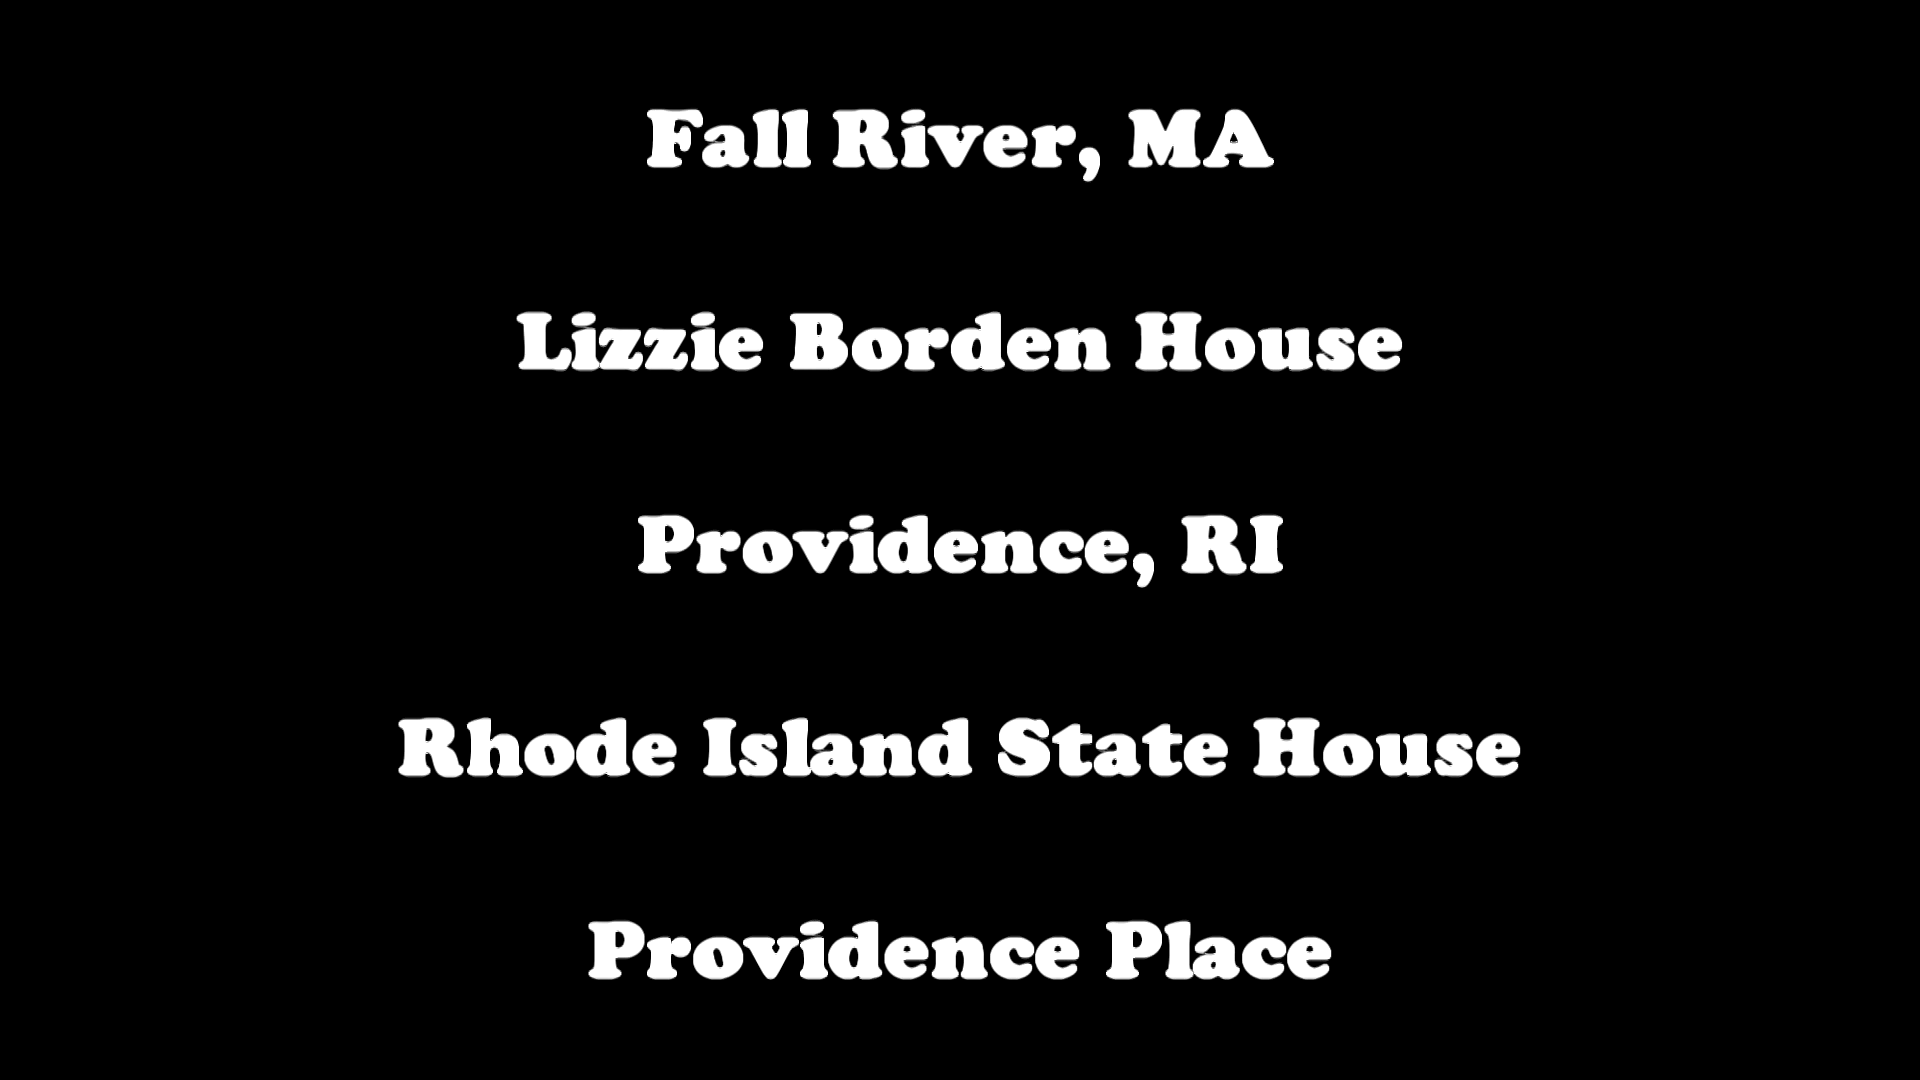 Fall River, MA
Lizzie Borden House
Providence, RI
Rhode Island State House
Providence Place